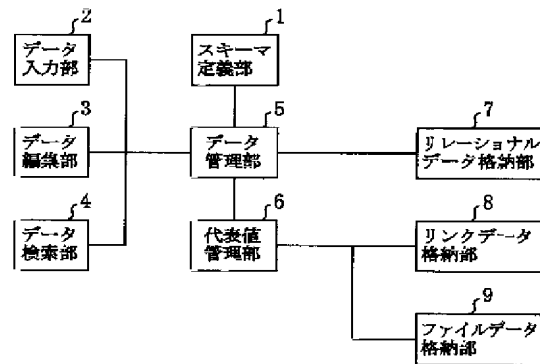 2
データ
入力部
1
スキーマ
定義部
3
データ
編集部
5
データ
管理部
7
リレーショナル
データ格納部
4
データ
検索部
6
代表値
管理部
8
リンクデータ
格納部
9
ファイルデータ
格納部